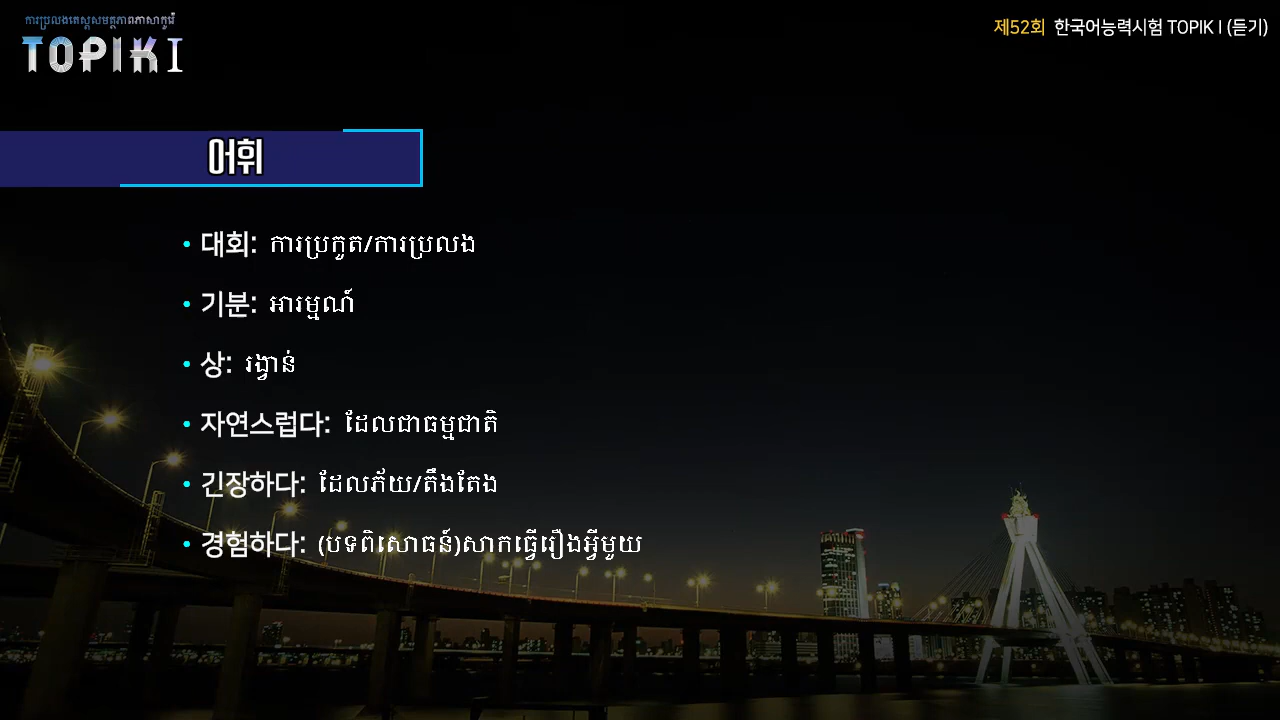 ការប្រលងតេស្តសមត្ថភាពភាសាកូរ៉េ
TOPIK I
제52회 한국어능력시험 TOPIK I (듣기)
어휘
• 대회: ការប្រកួត/ការប្រលង
• 기분: អារម្មណ៍
• 상: រង្វាន់
• 자연스럽다: ដែលជាធម្មជាតិ
• 긴장하다: ដែលភ័យ/តឹងតែង
• 경험하다: (បទពិសោធន៍)សាកធ្វើរឿងអ្វីមួយ